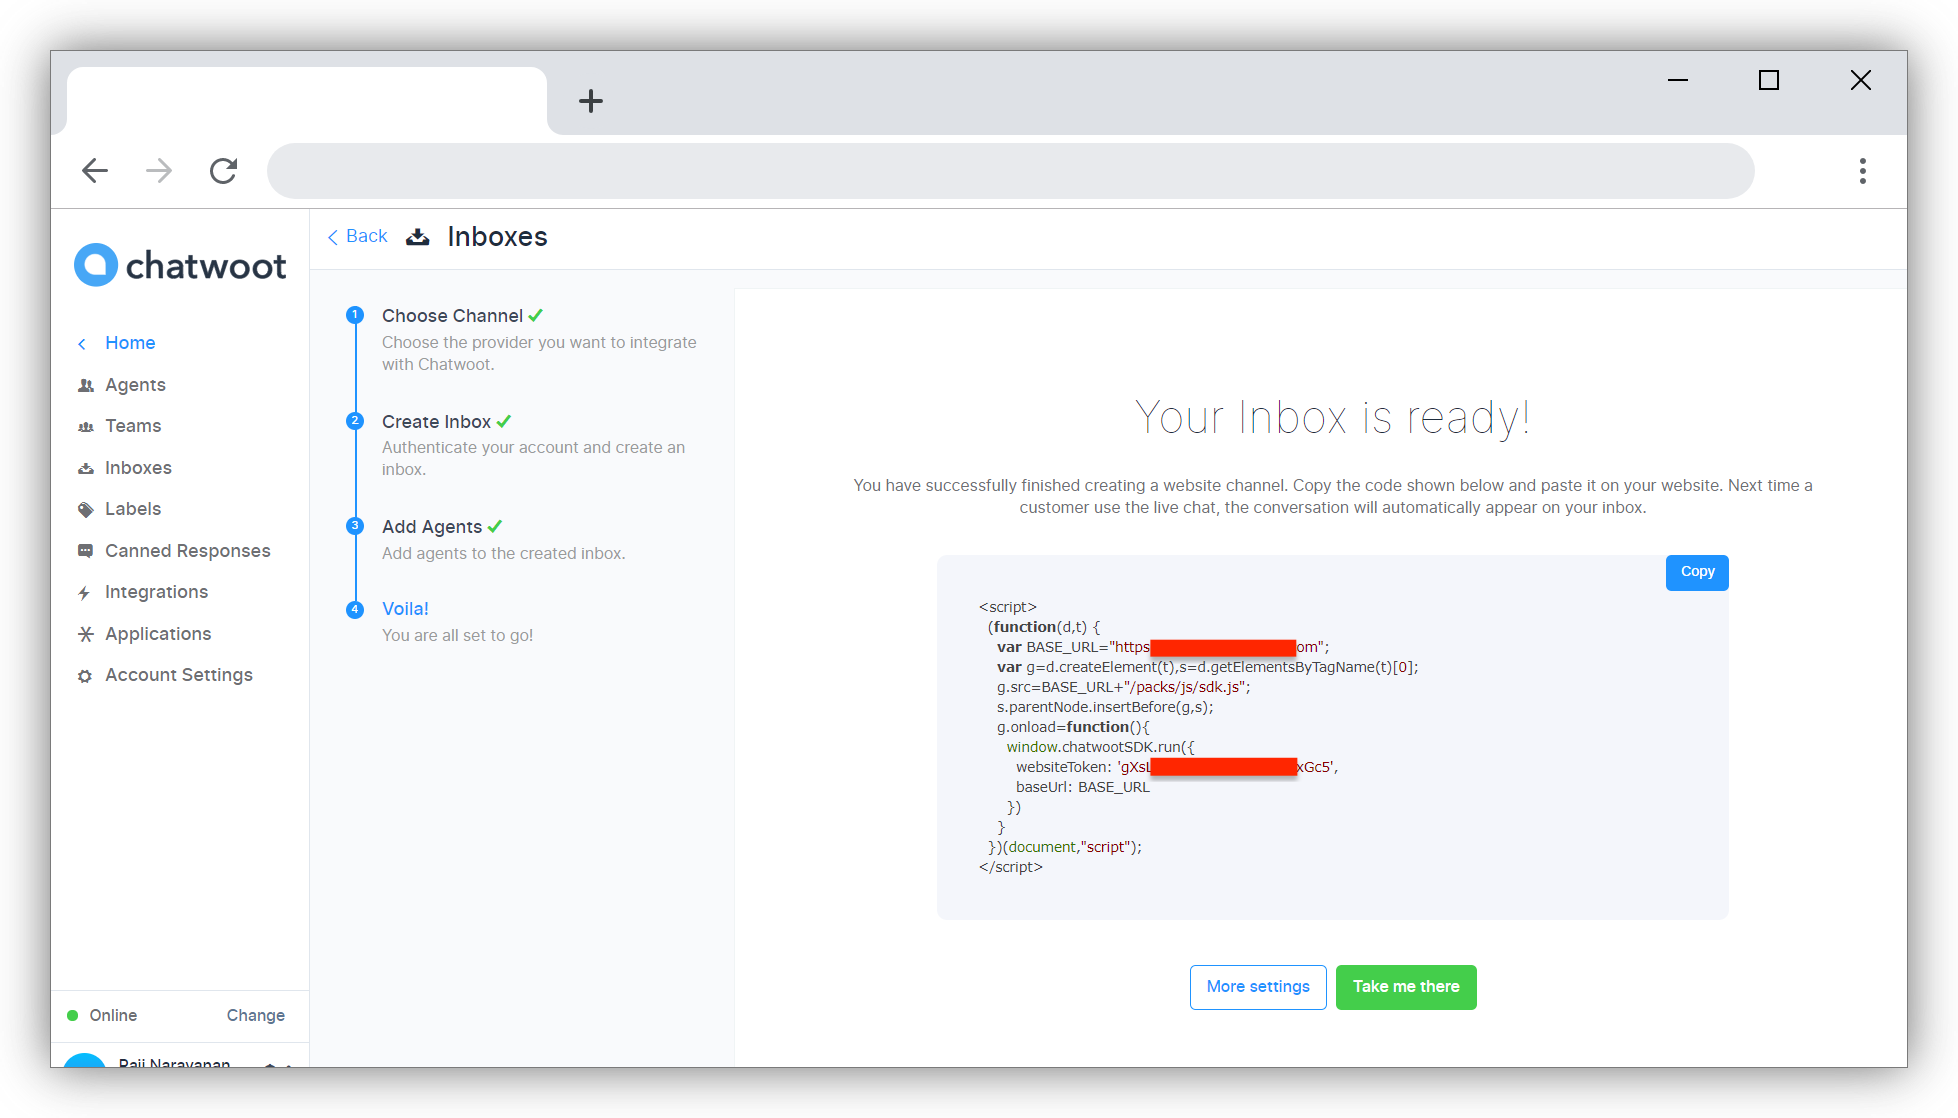 chatwoot
Home
Agents
Teams
Inboxes
Labels
Canned Responses
Integrations
Applications
Account Settings
Online Change
Raji Narayanan
Back Inboxes
1 Choose Channel
Choose the provider you want to integrate
with Chatwoot.
2 Create Inbox
Authenticate your account and create an
inbox.
3 Add Agents
Add agents to the created inbox.
4 Voila!
You are all set to go!
Your Inbox is ready!
You have successfully finished creating a website channel. Copy the code shown below and paste it on your website. Next time a
customer use the live chat, the conversation will automatically appear on your inbox.
Copy
<script>
(function(d,t) {
var BASE_URL="https om";
var g=d.createElement(t),s=d.getElementsByTagName(t)[0];
g.src=BASE_URL+"/packs/js/sdk.js";
s.parentNode.insertBefore(g,s);
g.onload=function(){
window.chatwootSDK.run({
websiteToken: 'gXsL xGc5',
baseUrl: BASE_URL
})
}
})(document,"script");
</script>
More settings Take me there